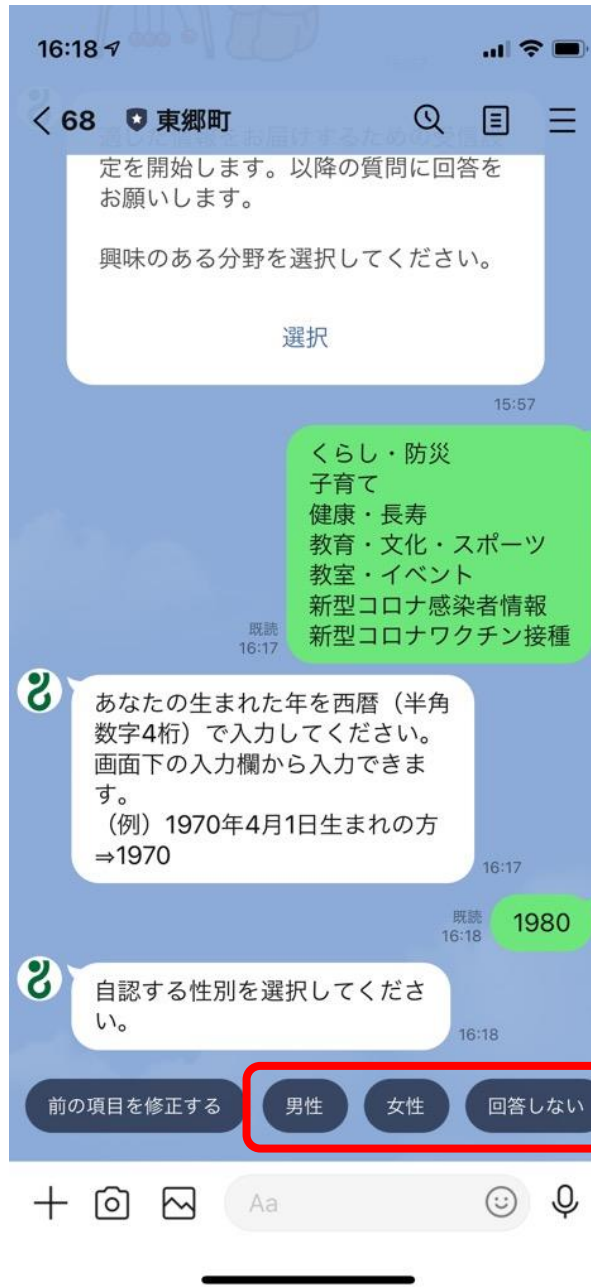 16:18
68 東郷町
定を開始します。以降の質問に回答を
お願いします。
興味のある分野を選択してください。
選択
15:57
くらし・防災
子育て
健康・長寿
教育・文化・スポーツ
教室・イベント
新型コロナ感染者情報
新型コロナワクチン接種
既読
16:17
あなたの生まれた年を西暦（半角
数字4桁）で入力してください。
画面下の入力欄から入力できま
す。
（例）1970年4月1日生まれの方
⇒1970
16:17
既読
16:18
1980
自認する性別を選択してくださ
い。
16:18
前の項目を修正する 男性 女性 回答しない
Aa